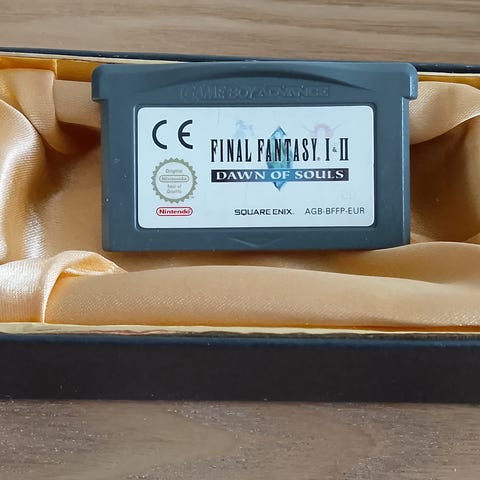 GAME BOY ADVANCE
CE
FINAL FANTASY. I & II
DAWN OF SOULS
Original
Nintendo
Seal of
Quality
Nintendo
SQUARE ENIX. AGB-BFFP-EUR